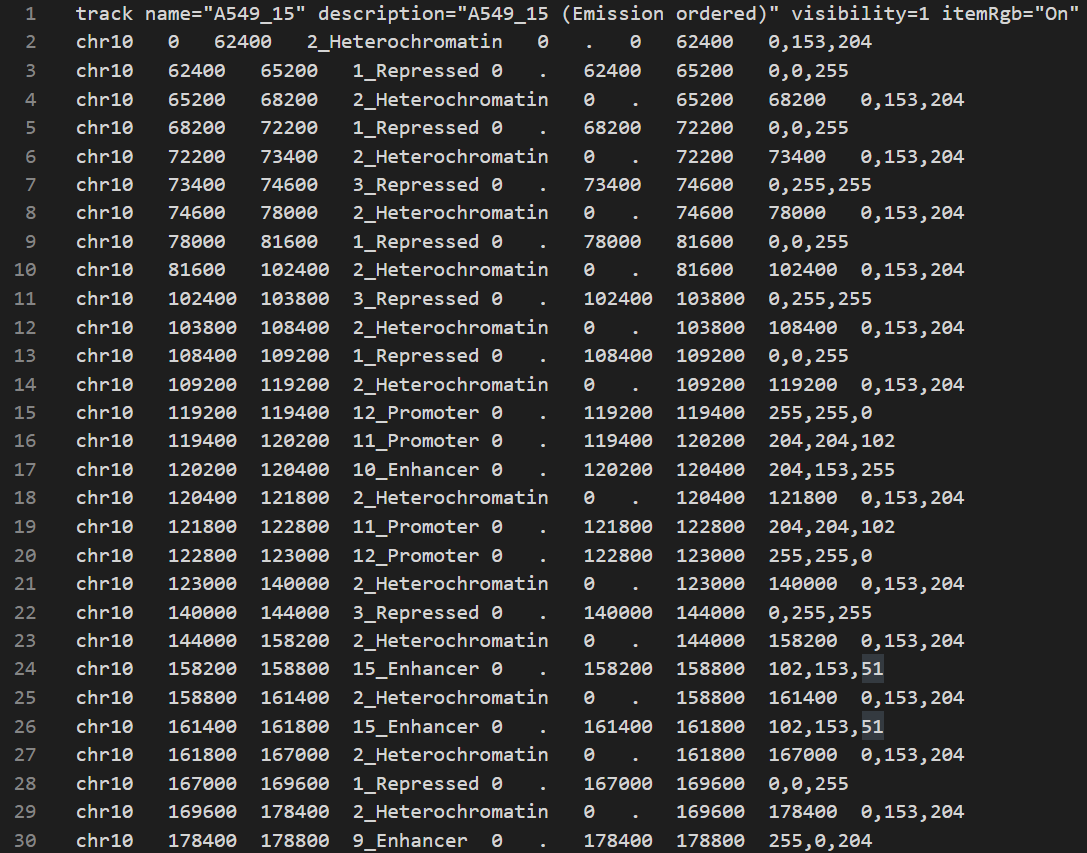 1 track name="A549_15" description="A549_15 (Emission ordered)" visibility=1 itemRgb="On"
2 chr10 0 62400 2_Heterochromatin 0 . 0 62400 0,153,204
3 chr10 62400 65200 1_Repressed 0 . 62400 65200 0,0,255
4 chr10 65200 68200 2_Heterochromatin 0 . 65200 68200 0,153,204
5 chr10 68200 72200 1_Repressed 0 . 68200 72200 0,0,255
6 chr10 72200 73400 2_Heterochromatin 0 . 72200 73400 0,153,204
7 chr10 73400 74600 3_Repressed 0 . 73400 74600 0,255,255
8 chr10 74600 78000 2_Heterochromatin 0 . 74600 78000 0,153,204
9 chr10 78000 81600 1_Repressed 0 . 78000 81600 0,0,255
10 chr10 81600 102400 2_Heterochromatin 0 . 81600 102400 0,153,204
11 chr10 102400 103800 3_Repressed 0 . 102400 103800 0,255,255
12 chr10 103800 108400 2_Heterochromatin 0 . 103800 108400 0,153,204
13 chr10 108400 109200 1_Repressed 0 . 108400 109200 0,0,255
14 chr10 109200 119200 2_Heterochromatin 0 . 109200 119200 0,153,204
15 chr10 119200 119400 12_Promoter 0 . 119200 119400 255,255,0
16 chr10 119400 120200 11_Promoter 0 . 119400 120200 204,204,102
17 chr10 120200 120400 10_Enhancer 0 . 120200 120400 204,153,255
18 chr10 120400 121800 2_Heterochromatin 0 . 120400 121800 0,153,204
19 chr10 121800 122800 11_Promoter 0 . 121800 122800 204,204,102
20 chr10 122800 123000 12_Promoter 0 . 122800 123000 255,255,0
21 chr10 123000 140000 2_Heterochromatin 0 . 123000 140000 0,153,204
22 chr10 140000 144000 3_Repressed 0 . 140000 144000 0,255,255
23 chr10 144000 158200 2_Heterochromatin 0 . 144000 158200 0,153,204
24 chr10 158200 158800 15_Enhancer 0 . 158200 158800 102,153,51
25 chr10 158800 161400 2_Heterochromatin 0 . 158800 161400 0,153,204
26 chr10 161400 161800 15_Enhancer 0 . 161400 161800 102,153,51
27 chr10 161800 167000 2_Heterochromatin 0 . 161800 167000 0,153,204
28 chr10 167000 169600 1_Repressed 0 . 167000 169600 0,0,255
29 chr10 169600 178400 2_Heterochromatin 0 . 169600 178400 0,153,204
30 chr10 178400 178800 9_Enhancer 0 . 178400 178800 255,0,204